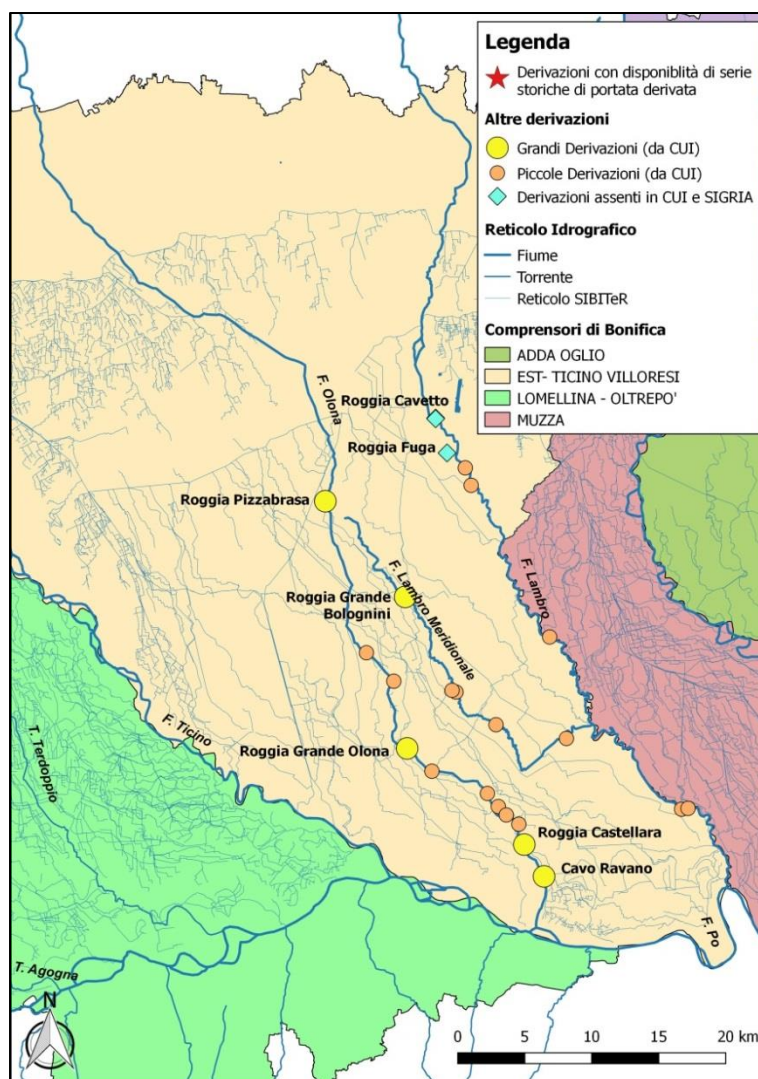 Legenda
Derivazioni con disponiblità di serie
storiche di portata derivata
Altre derivazioni
Grandi Derivazioni (da CUI)
Piccole Derivazioni (da CUI)
Derivazioni assenti in CUI e SIGRIA
Reticolo Idrografico
Fiume
Torrente
Reticolo SIBITeR
Comprensori di Bonifica
ADDA OGLIO
EST- TICINO VILLORESI
LOMELLINA - OLTREPO'
MUZZA
F. Olona
Roggia Cavetto
Roggia Fuga
Roggia Pizzabrasa
Roggia Grande
Bolognini
F. Lambro Meridionale
F. Lambro
F. Ticino
T. Terdoppio
Roggia Grande Olona
Roggia Castellara
Cavo Ravano
F. Po
T. Agogna
N
0 5 10 15 20 km